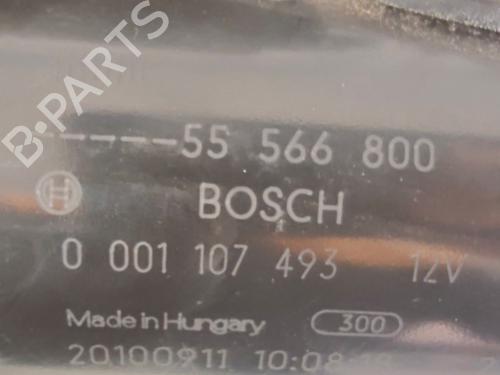 -----55 566 800
BOSCH
0 001 107 493 12V
Made in Hungary 300
20100911 10:08:
B-PARTS